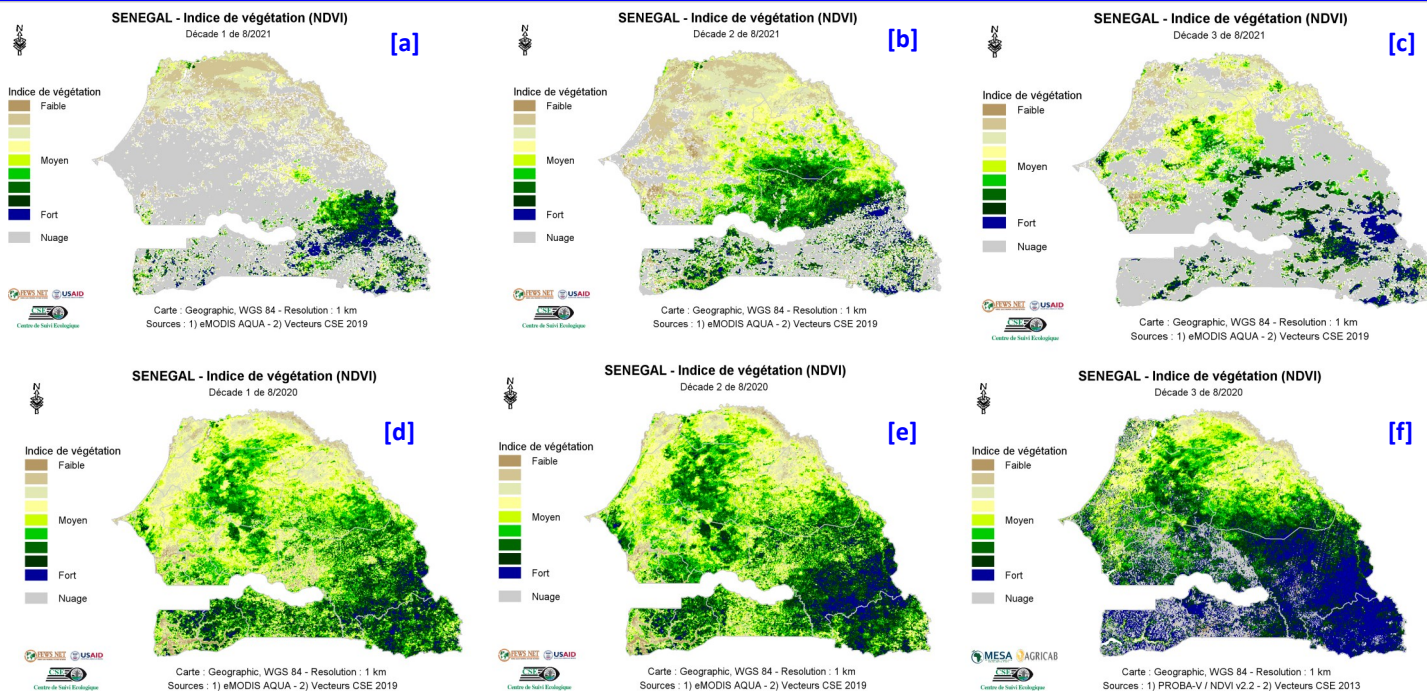 SENEGAL - Indice de végétation (NDVI)
Décade 1 de 8/2021
[a]
N
Indice de végétation
Faible
Moyen
Fort
Nuage
FEWS NET
USAID
CSE
Centre de Suivi Ecologique
Carte : Geographic, WGS 84 - Resolution : 1 km
Sources : 1) eMODIS AQUA - 2) Vecteurs CSE 2019
SENEGAL - Indice de végétation (NDVI)
Décade 2 de 8/2021
[b]
N
Indice de végétation
Faible
Moyen
Fort
Nuage
FEWS NET
USAID
CSE
Centre de Suivi Ecologique
Carte : Geographic, WGS 84 - Resolution : 1 km
Sources : 1) eMODIS AQUA - 2) Vecteurs CSE 2019
SENEGAL - Indice de végétation (NDVI)
Décade 3 de 8/2021
[c]
N
Indice de végétation
Faible
Moyen
Fort
Nuage
FEWS NET
USAID
CSE
Centre de Suivi Ecologique
Carte : Geographic, WGS 84 - Resolution : 1 km
Sources : 1) eMODIS AQUA - 2) Vecteurs CSE 2019
SENEGAL - Indice de végétation (NDVI)
Décade 1 de 8/2020
[d]
N
Indice de végétation
Faible
Moyen
Fort
Nuage
FEWS NET
USAID
CSE
Centre de Suivi Ecologique
Carte : Geographic, WGS 84 - Resolution : 1 km
Sources : 1) eMODIS AQUA - 2) Vecteurs CSE 2019
SENEGAL - Indice de végétation (NDVI)
Décade 2 de 8/2020
[e]
N
Indice de végétation
Faible
Moyen
Fort
Nuage
FEWS NET
USAID
CSE
Centre de Suivi Ecologique
Carte : Geographic, WGS 84 - Resolution : 1 km
Sources : 1) eMODIS AQUA - 2) Vecteurs CSE 2019
SENEGAL - Indice de végétation (NDVI)
Décade 3 de 8/2020
[f]
N
Indice de végétation
Faible
Moyen
Fort
Nuage
MESA
AGRICAB
CSE
Centre de Suivi Ecologique
Carte : Geographic, WGS 84 - Resolution : 1 km
Sources : 1) PROBA-V / NDVI v2.2 - 2) Vecteurs CSE 2013